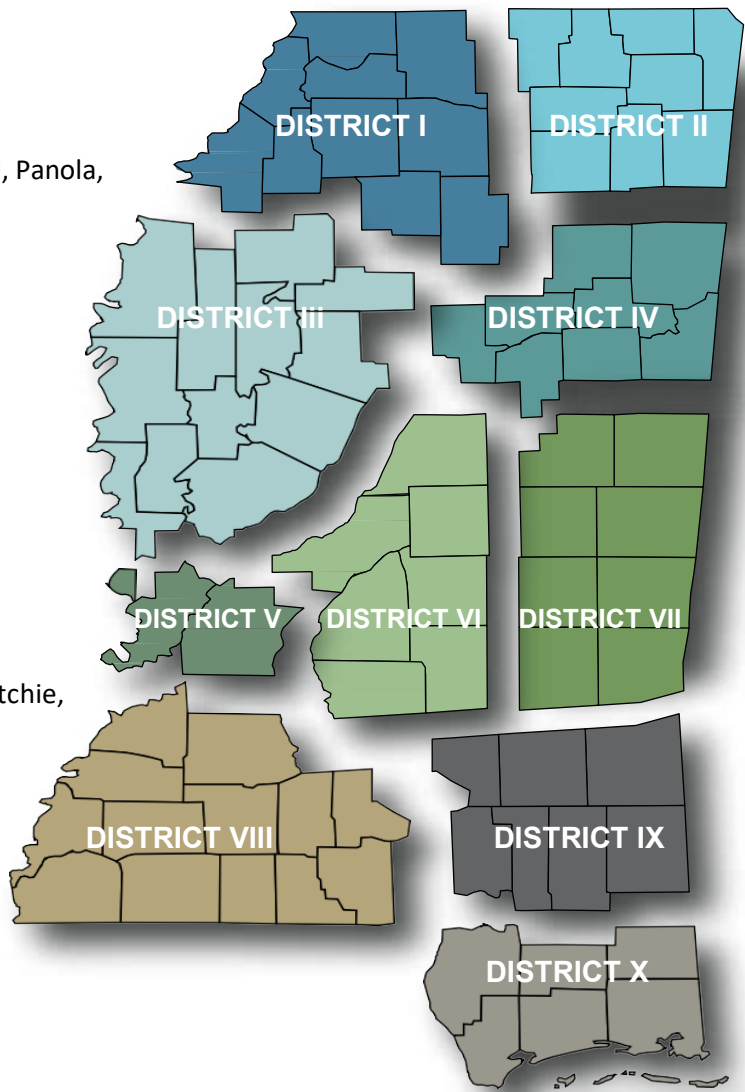 DISTRICT I
DISTRICT II
, Panola,
DISTRICT III
DISTRICT IV
DISTRICT V
DISTRICT VI
DISTRICT VII
tchie,
DISTRICT VIII
DISTRICT IX
DISTRICT X